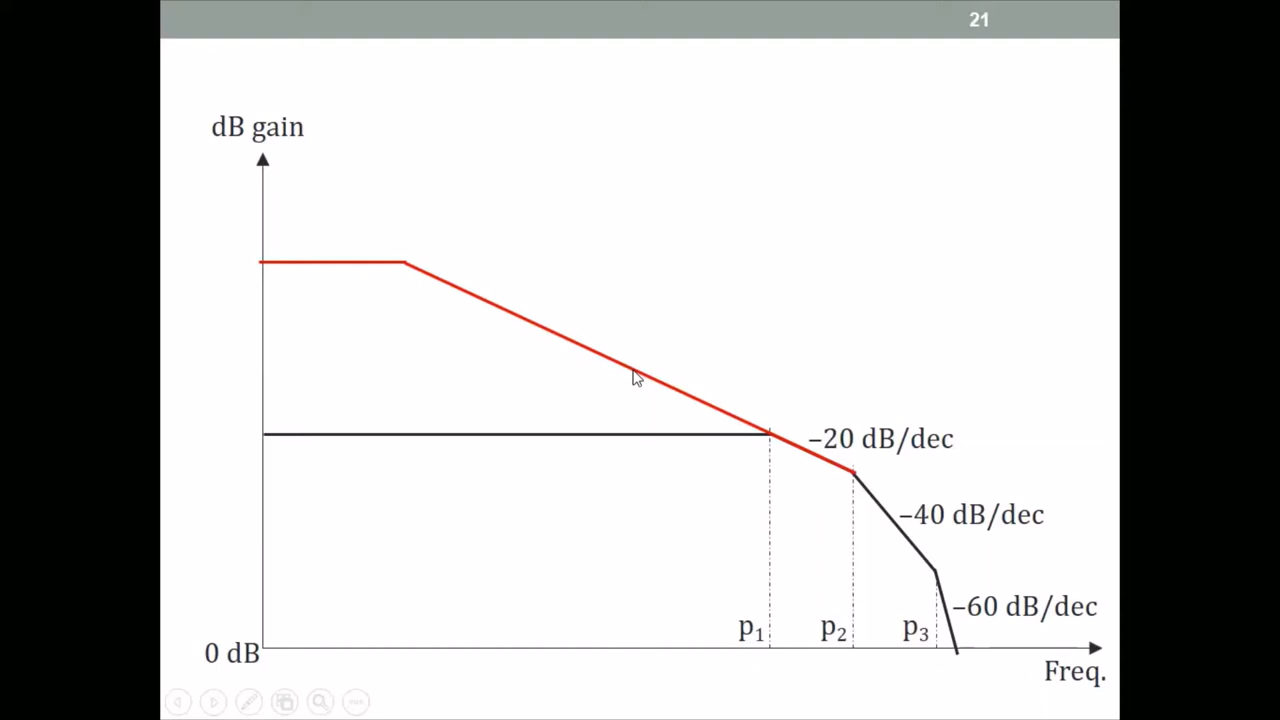 21
dB gain
–20 dB/dec
–40 dB/dec
–60 dB/dec
p₁
p₂
p₃
0 dB
Freq.